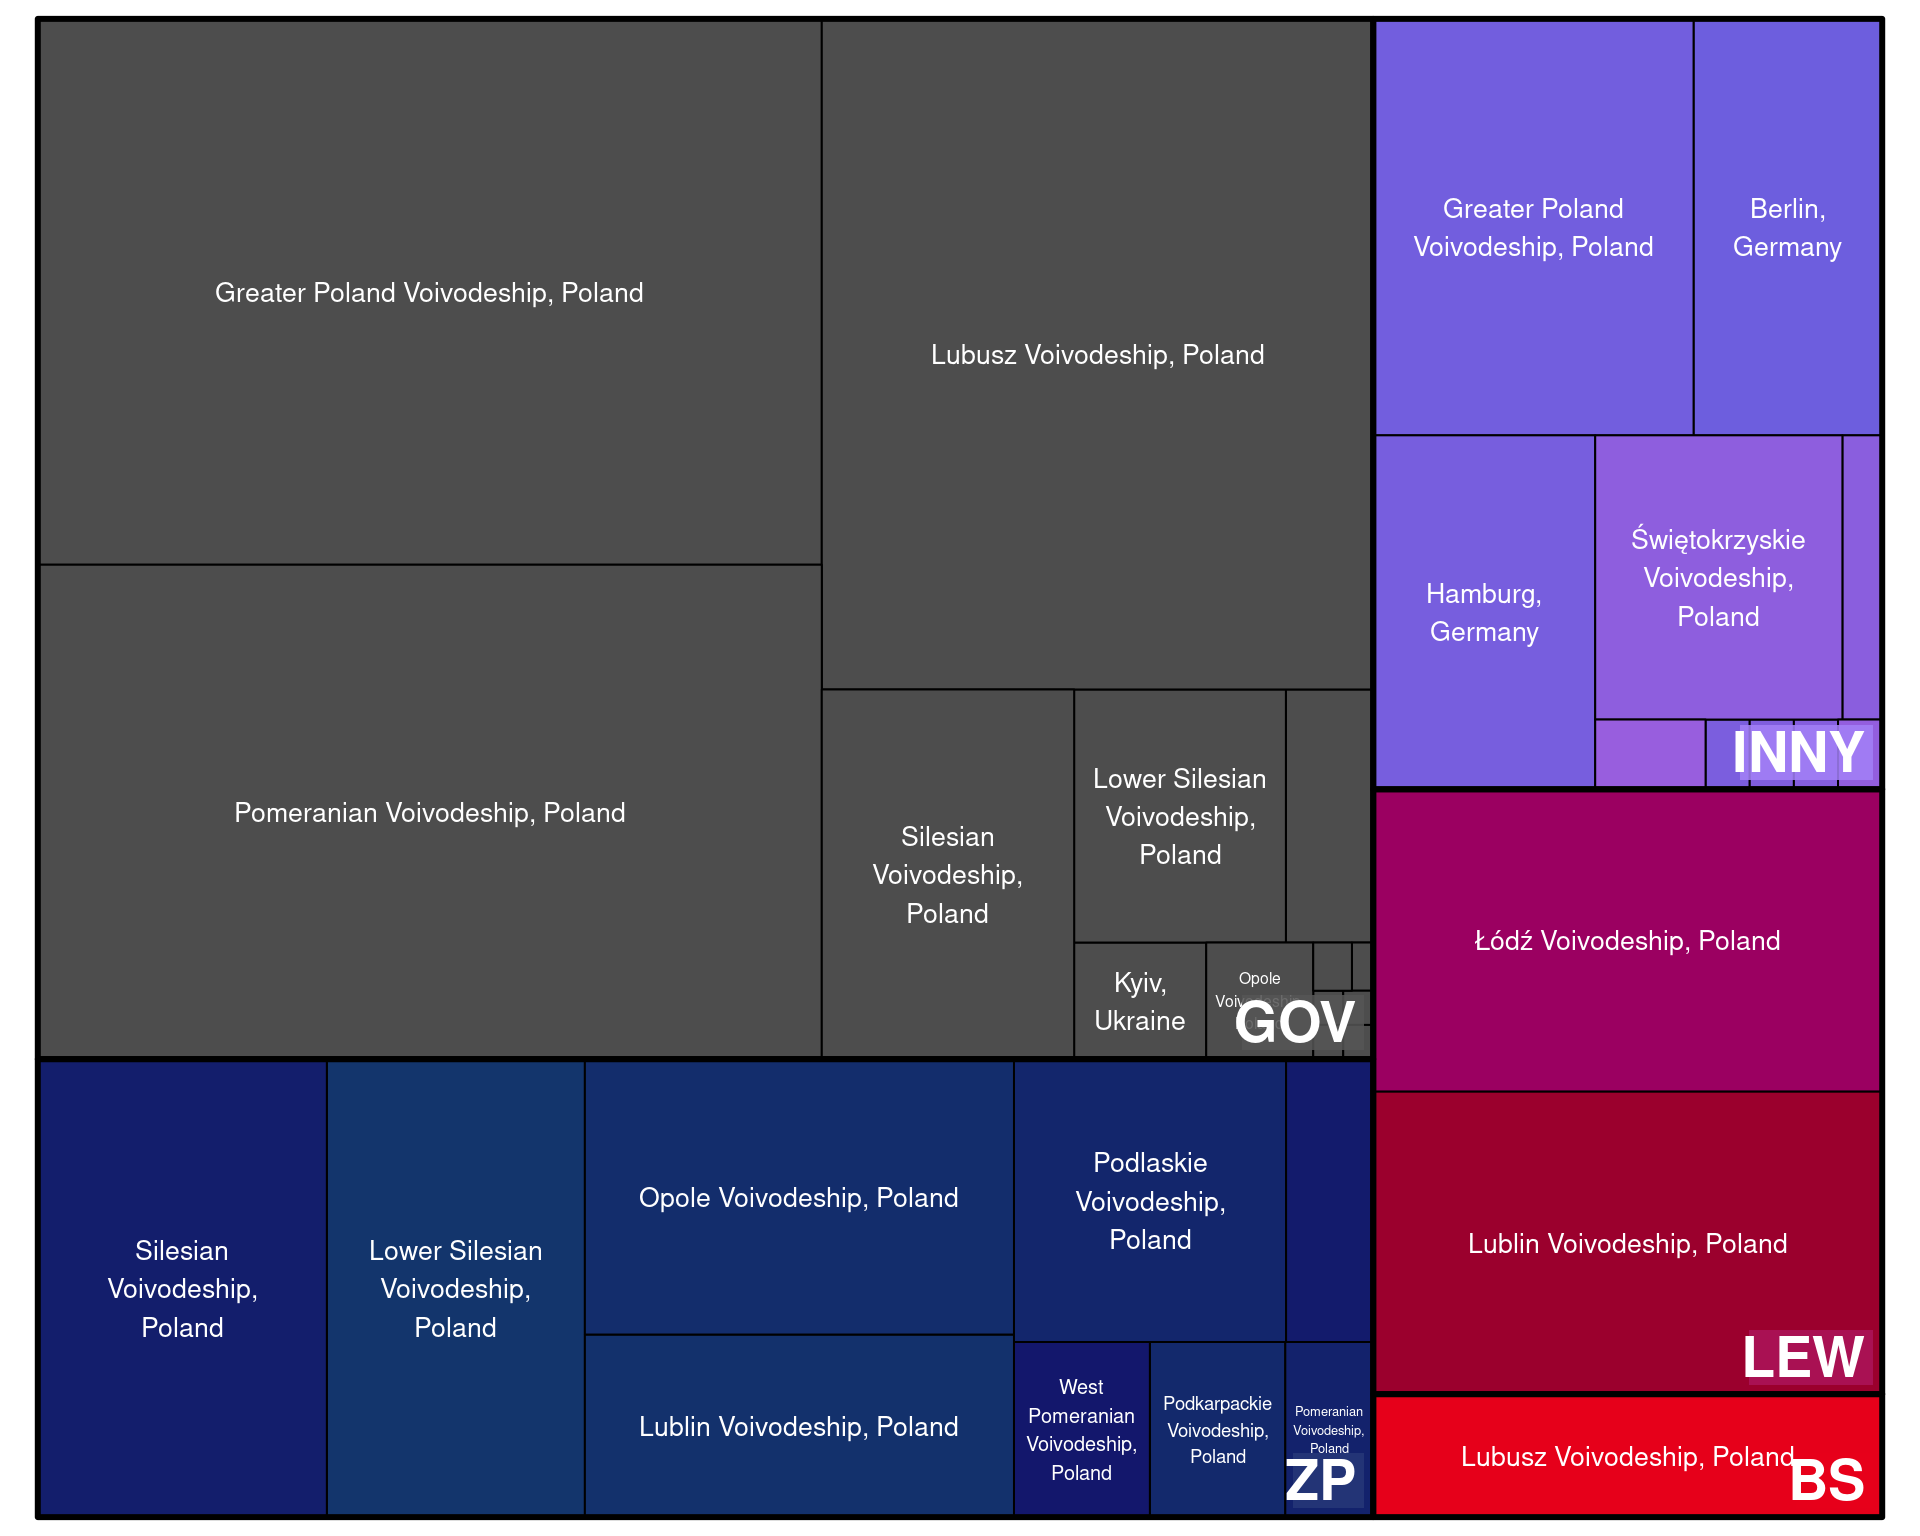 Greater Poland Voivodeship, Poland
Lubusz Voivodeship, Poland
Pomeranian Voivodeship, Poland
Silesian
Voivodeship,
Poland
Lower Silesian
Voivodeship,
Poland
Kyiv,
Ukraine
Opole
GOV
Greater Poland
Voivodeship, Poland
Berlin,
Germany
Hamburg,
Germany
Świętokrzyskie
Voivodeship,
Poland
INNY
Łódź Voivodeship, Poland
Lublin Voivodeship, Poland
LEW
Lubusz Voivodeship, Poland
BS
Silesian
Voivodeship,
Poland
Lower Silesian
Voivodeship,
Poland
Opole Voivodeship, Poland
Lublin Voivodeship, Poland
Podlaskie
Voivodeship,
Poland
West
Pomeranian
Voivodeship,
Poland
Podkarpackie
Voivodeship,
Poland
Pomeranian
Voivodeship,
Poland
ZP